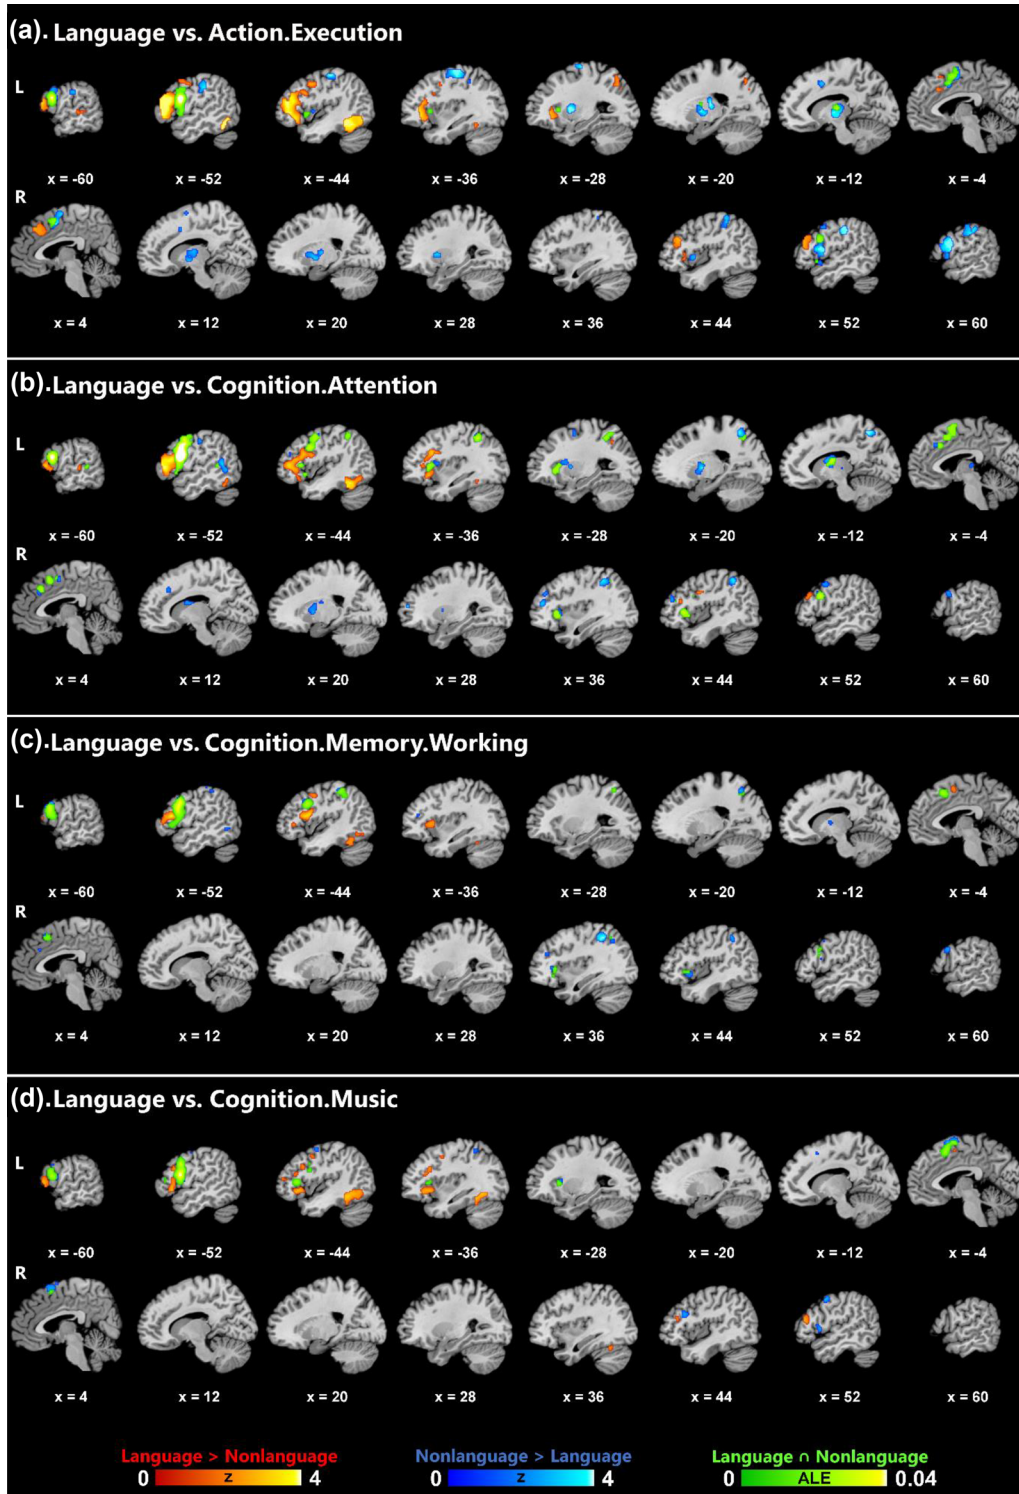 (a). Language vs. Action.Execution
L
x = -60 x = -52 x = -44 x = -36 x = -28 x = -20 x = -12 x = -4
R
x = 4 x = 12 x = 20 x = 28 x = 36 x = 44 x = 52 x = 60
(b). Language vs. Cognition.Attention
L
x = -60 x = -52 x = -44 x = -36 x = -28 x = -20 x = -12 x = -4
R
x = 4 x = 12 x = 20 x = 28 x = 36 x = 44 x = 52 x = 60
(c). Language vs. Cognition.Memory.Working
L
x = -60 x = -52 x = -44 x = -36 x = -28 x = -20 x = -12 x = -4
R
x = 4 x = 12 x = 20 x = 28 x = 36 x = 44 x = 52 x = 60
(d). Language vs. Cognition.Music
L
x = -60 x = -52 x = -44 x = -36 x = -28 x = -20 x = -12 x = -4
R
x = 4 x = 12 x = 20 x = 28 x = 36 x = 44 x = 52 x = 60
Language > Nonlanguage Nonlanguage > Language Language ∩ Nonlanguage
0 z 4 0 z 4 0 ALE 0.04